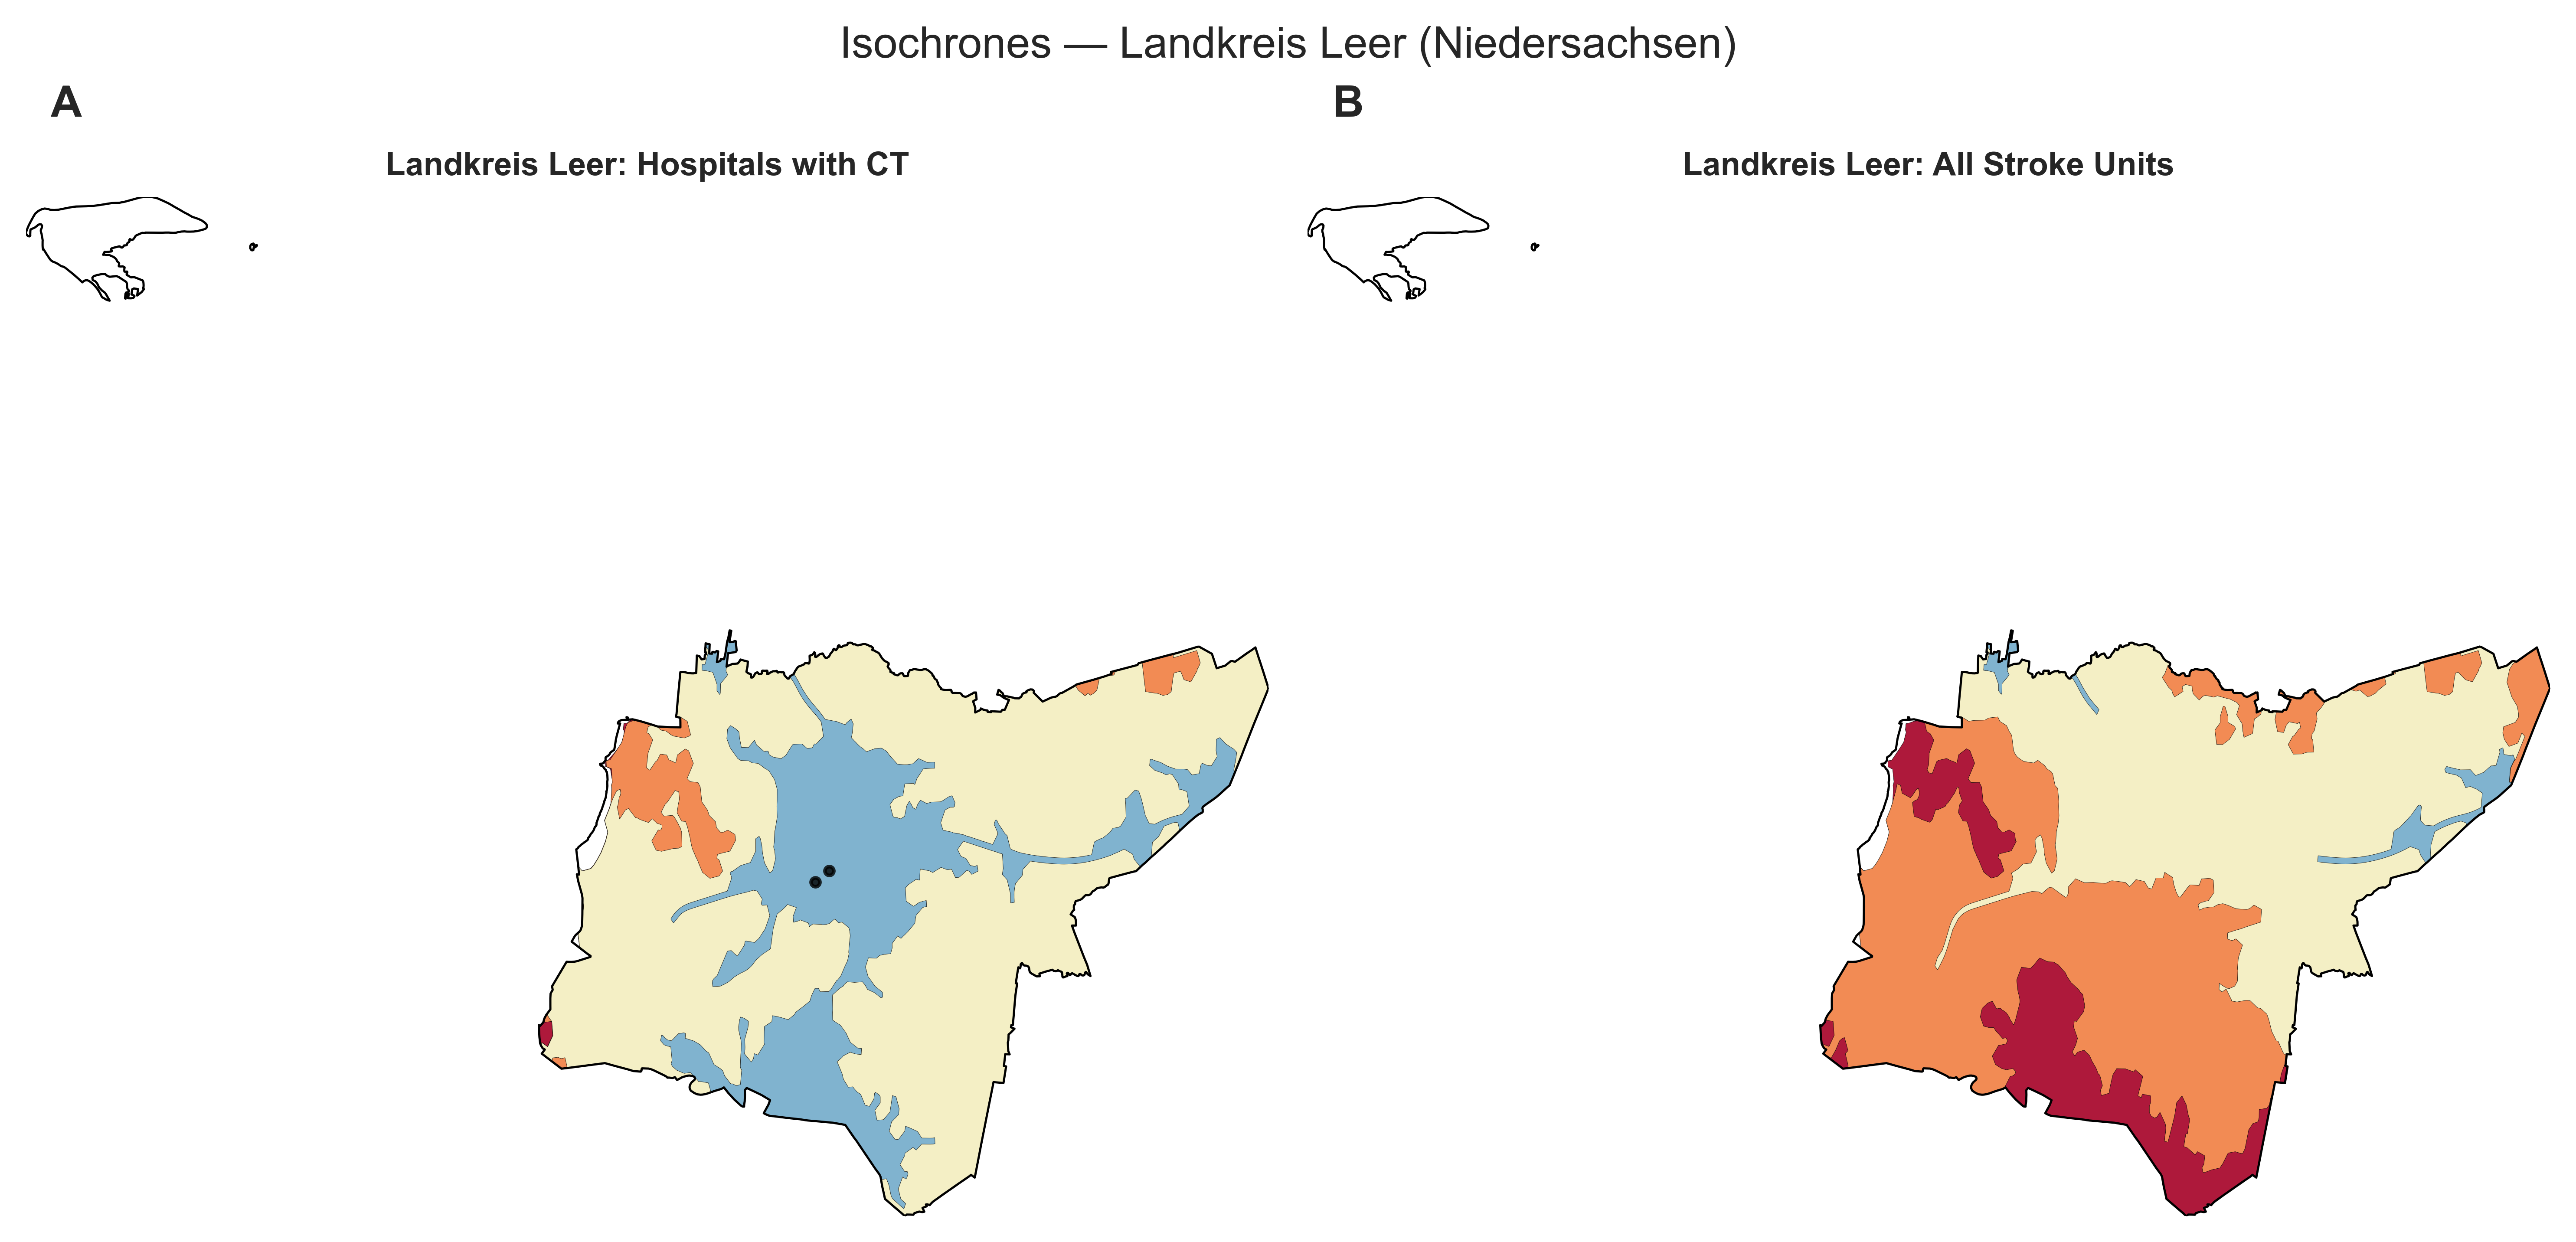 Isochrones — Landkreis Leer (Niedersachsen)
A
B
Landkreis Leer: Hospitals with CT
Landkreis Leer: All Stroke Units